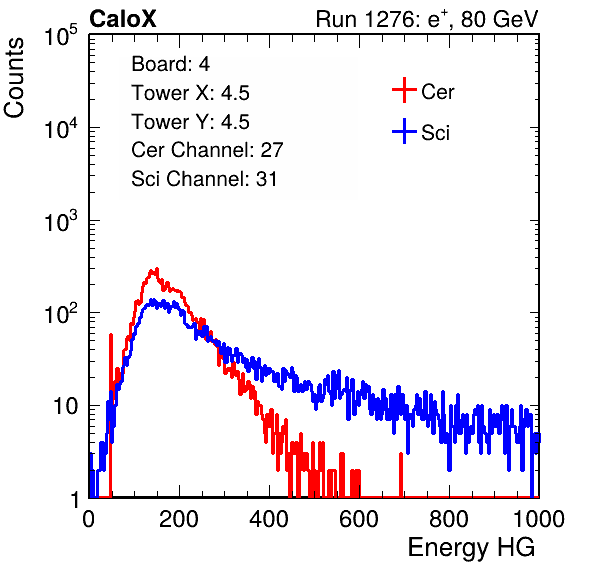 CaloX Run 1276: e⁺, 80 GeV
Counts
10⁵
10⁴
10³
10²
10
1
Board: 4
Tower X: 4.5
Tower Y: 4.5
Cer Channel: 27
Sci Channel: 31
Cer
Sci
0 200 400 600 800 1000
Energy HG